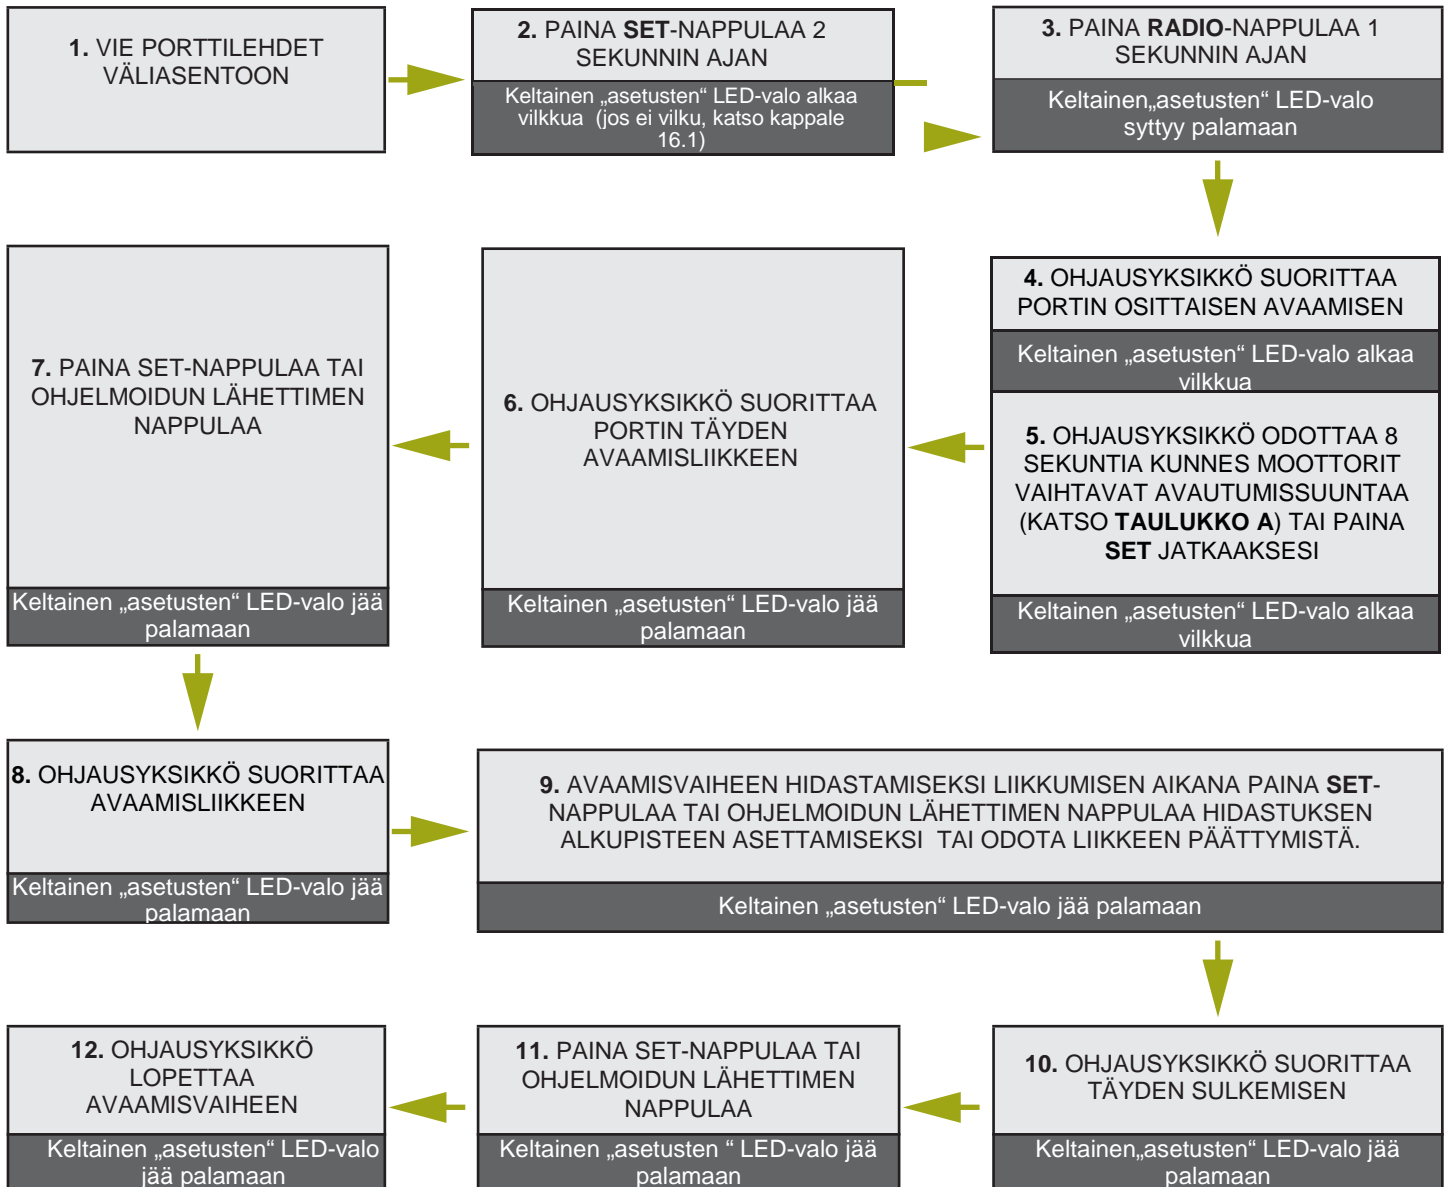 1. VIE PORTTILEHDET
VÄLIASENTOON
2. PAINA SET-NAPPULAA 2
SEKUNNIN AJAN
Keltainen „asetusten“ LED-valo alkaa
vilkkua (jos ei vilku, katso kappale
16.1)
3. PAINA RADIO-NAPPULAA 1
SEKUNNIN AJAN
Keltainen„asetusten“ LED-valo
syttyy palamaan
4. OHJAUSYKSIKKÖ SUORITTAA
PORTIN OSITTAISEN AVAAMISEN
Keltainen „asetusten“ LED-valo alkaa
vilkkua
5. OHJAUSYKSIKKÖ ODOTTAA 8
SEKUNTIA KUNNES MOOTTORIT
VAIHTAVAT AVAUTUMISSUUNTAA
(KATSO TAULUKKO A) TAI PAINA
SET JATKAAKSESI
Keltainen „asetusten“ LED-valo alkaa
vilkkua
6. OHJAUSYKSIKKÖ SUORITTAA
PORTIN TÄYDEN
AVAAMISLIIKKEEN
Keltainen „asetusten“ LED-valo jää
palamaan
7. PAINA SET-NAPPULAA TAI
OHJELMOIDUN LÄHETTIMEN
NAPPULAA
Keltainen „asetusten“ LED-valo jää
palamaan
8. OHJAUSYKSIKKÖ SUORITTAA
AVAAMISLIIKKEEN
Keltainen „asetusten“ LED-valo jää
palamaan
9. AVAAMISVAIHEEN HIDASTAMISEKSI LIIKKUMISEN AIKANA PAINA SET-
NAPPULAA TAI OHJELMOIDUN LÄHETTIMEN NAPPULAA HIDASTUKSEN
ALKUPISTEEN ASETTAMISEKSI TAI ODOTA LIIKKEEN PÄÄTTYMISTÄ.
Keltainen „asetusten“ LED-valo jää palamaan
10. OHJAUSYKSIKKÖ SUORITTAA
TÄYDEN SULKEMISEN
Keltainen„asetusten“ LED-valo jää
palamaan
11. PAINA SET-NAPPULAA TAI
OHJELMOIDUN LÄHETTIMEN
NAPPULAA
Keltainen „asetusten “ LED-valo jää
palamaan
12. OHJAUSYKSIKKÖ
LOPETTAA
AVAAMISVAIHEEN
Keltainen „asetusten“ LED-valo
jää palamaan